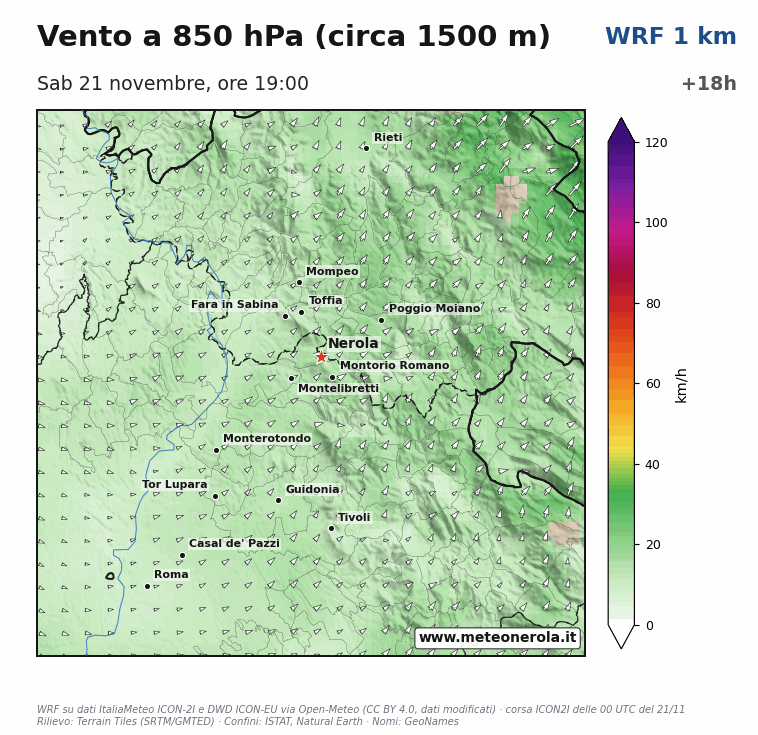 Vento a 850 hPa (circa 1500 m)
WRF 1 km
Sab 21 novembre, ore 19:00
+18h
Rieti
Mompeo
Fara in Sabina
Toffia
Poggio Moiano
Nerola
Montorio Romano
Montelibretti
Monterotondo
Tor Lupara
Guidonia
Tivoli
Casal de' Pazzi
Roma
www.meteonerola.it
120
100
80
60
40
20
0
km/h
WRF su dati ItaliaMeteo ICON-2I e DWD ICON-EU via Open-Meteo (CC BY 4.0, dati modificati) · corsa ICON2I delle 00 UTC del 21/11
Rilievo: Terrain Tiles (SRTM/GMTED) · Confini: ISTAT, Natural Earth · Nomi: GeoNames